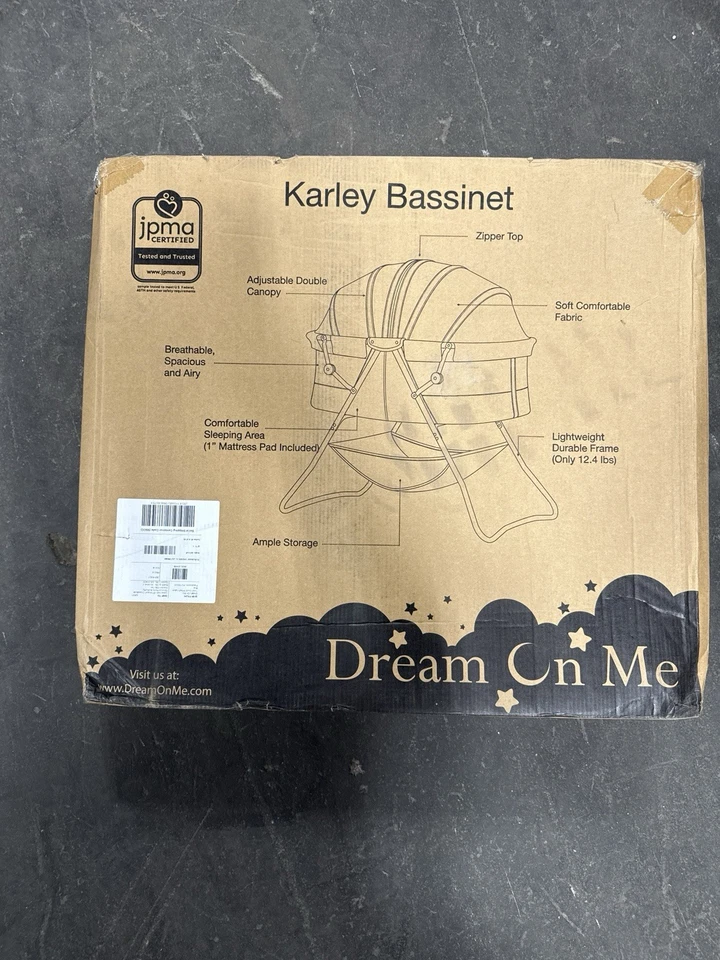 Karley Bassinet
jpma
CERTIFIED
Tested and Trusted
www.jpma.org
Zipper Top
Adjustable Double
Canopy
Soft Comfortable
Fabric
Breathable,
Spacious
and Airy
Comfortable
Sleeping Area
(1" Mattress Pad Included)
Lightweight
Durable Frame
(Only 12.4 lbs)
Ample Storage
Dream On Me
Visit us at:
www.DreamOnMe.com